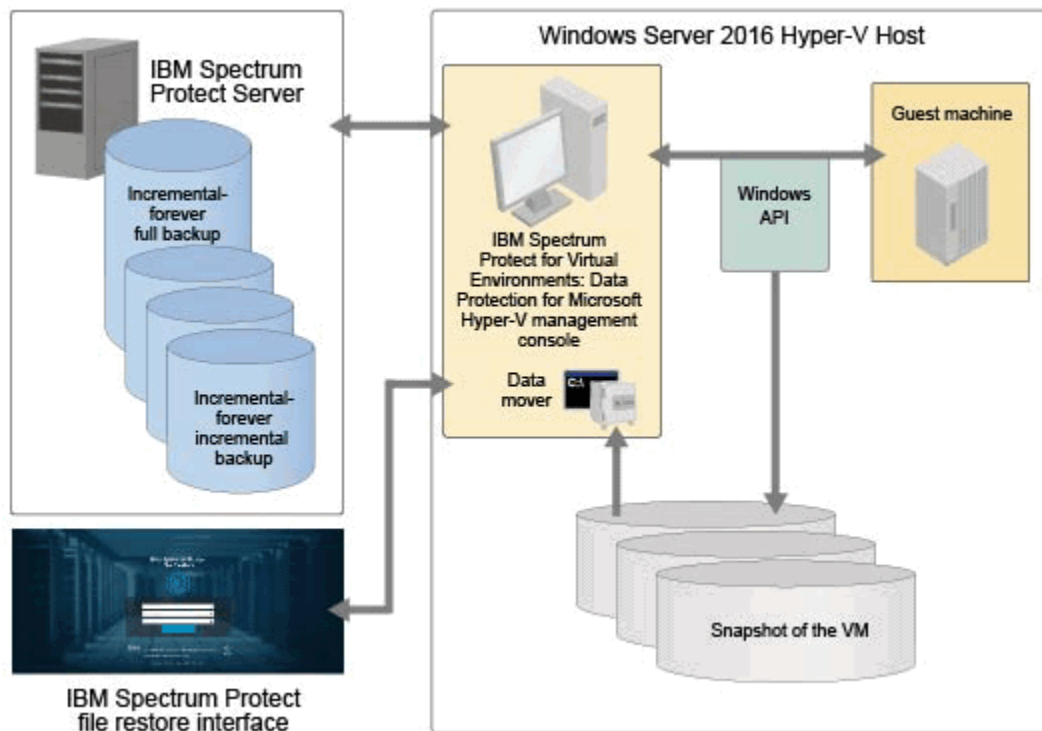 IBM Spectrum
Protect Server
Incremental-
forever
full backup
Incremental-
forever
incremental
backup
IBM Spectrum Protect
file restore interface
Windows Server 2016 Hyper-V Host
IBM Spectrum
Protect for Virtual
Environments: Data
Protection for Microsoft
Hyper-V management
console
Data
mover
C:\
Windows
API
Guest machine
Snapshot of the VM